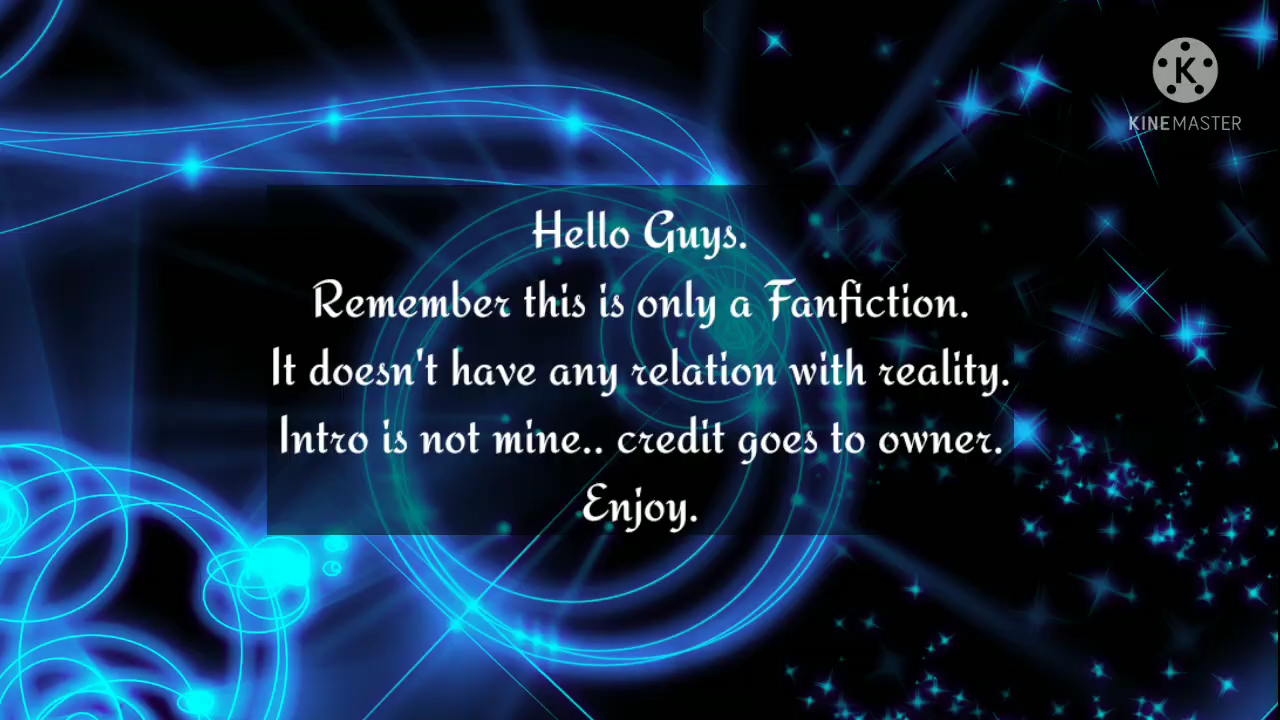 K
KINEMASTER
Hello Guys.
Remember this is only a Fanfiction.
It doesn't have any relation with reality.
Intro is not mine.. credit goes to owner.
Enjoy.